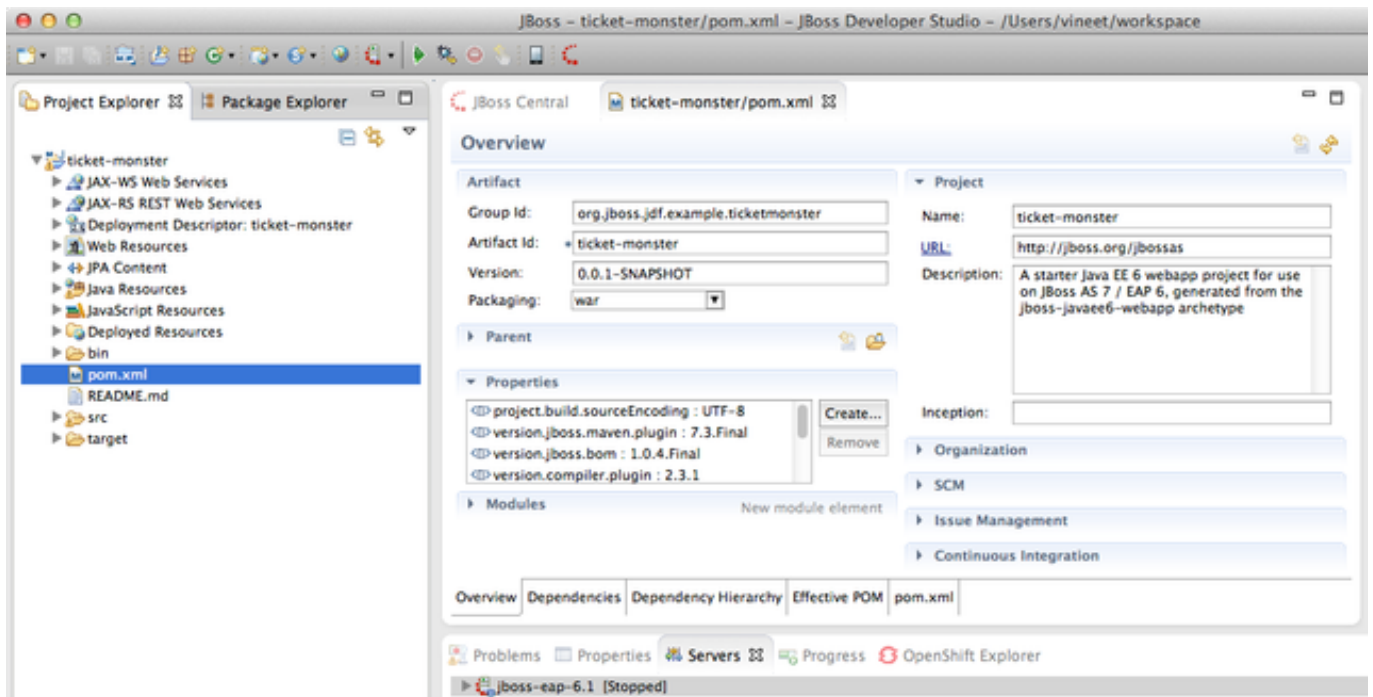 JBoss - ticket-monster/pom.xml - JBoss Developer Studio - /Users/vineet/workspace
Project Explorer
Package Explorer
ticket-monster
JAX-WS Web Services
JAX-RS REST Web Services
Deployment Descriptor: ticket-monster
Web Resources
JPA Content
Java Resources
JavaScript Resources
Deployed Resources
bin
pom.xml
README.md
src
target
JBoss Central
ticket-monster/pom.xml
Overview
Artifact
Group Id: org.jboss.jdf.example.ticketmonster
Artifact Id: ticket-monster
Version: 0.0.1-SNAPSHOT
Packaging: war
Parent
Properties
project.build.sourceEncoding : UTF-8
version.jboss.maven.plugin : 7.3.Final
version.jboss.bom : 1.0.4.Final
version.compiler.plugin : 2.3.1
Create...
Remove
Modules
New module element
Project
Name: ticket-monster
URL: http://jboss.org/jbossas
Description: A starter Java EE 6 webapp project for use
on JBoss AS 7 / EAP 6, generated from the
jboss-javaee6-webapp archetype
Inception:
Organization
SCM
Issue Management
Continuous Integration
Overview Dependencies Dependency Hierarchy Effective POM pom.xml
Problems Properties Servers Progress OpenShift Explorer
jboss-eap-6.1 [Stopped]